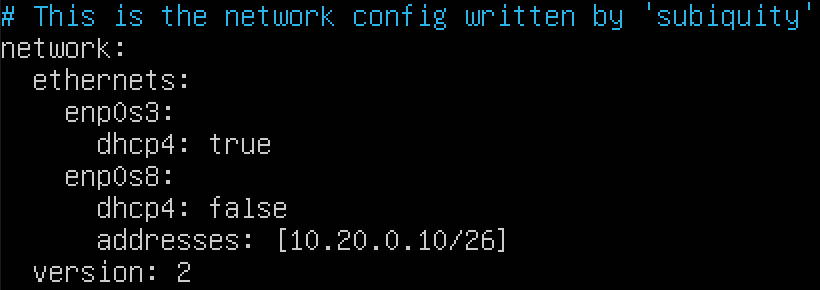 # This is the network config written by 'subiquity'
network:
  ethernets:
    enp0s3:
      dhcp4: true
    enp0s8:
      dhcp4: false
      addresses: [10.20.0.10/26]
  version: 2